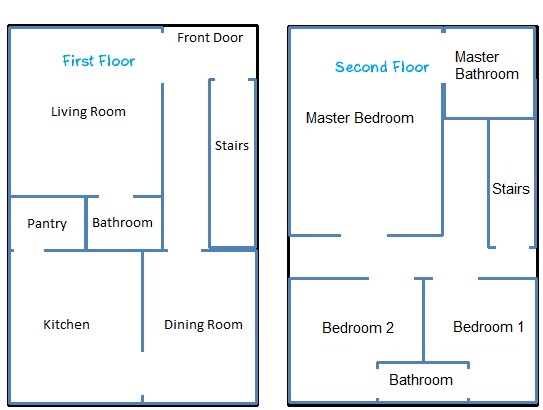 Front Door
First Floor
Living Room
Stairs
Pantry
Bathroom
Kitchen
Dining Room
Second Floor
Master
Bathroom
Master Bedroom
Stairs
Bedroom 2
Bedroom 1
Bathroom